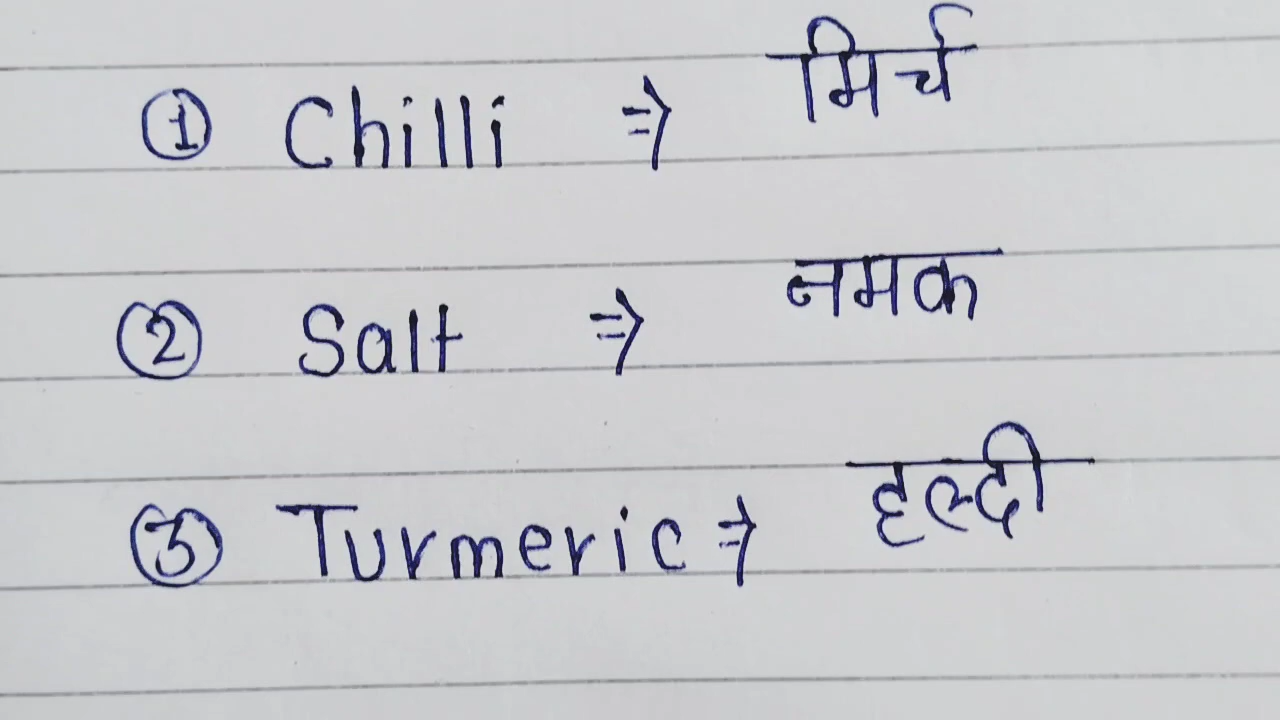 ① Chilli ⇒ मिर्च
② Salt ⇒ नमक
③ Turmeric ⇒ हल्दी